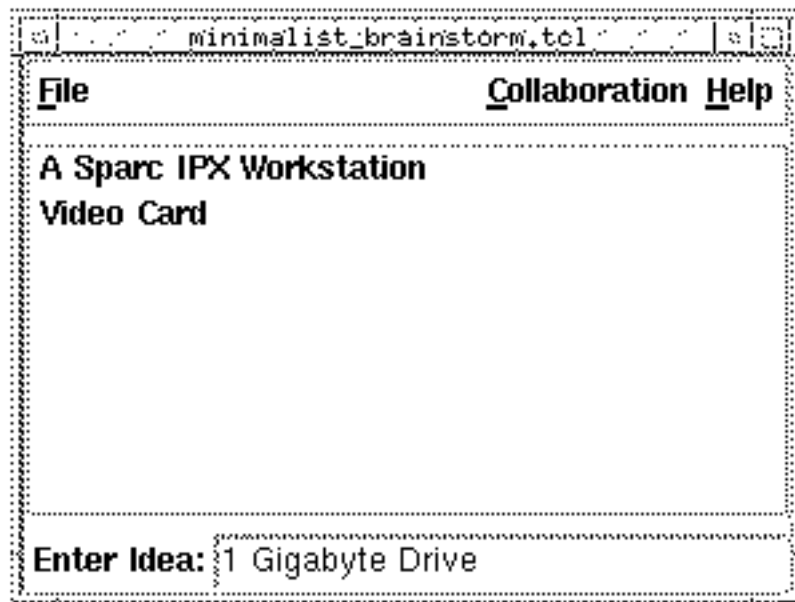 minimalist_brainstorm.tcl
File Collaboration Help
A Sparc IPX Workstation
Video Card
Enter Idea: 1 Gigabyte Drive